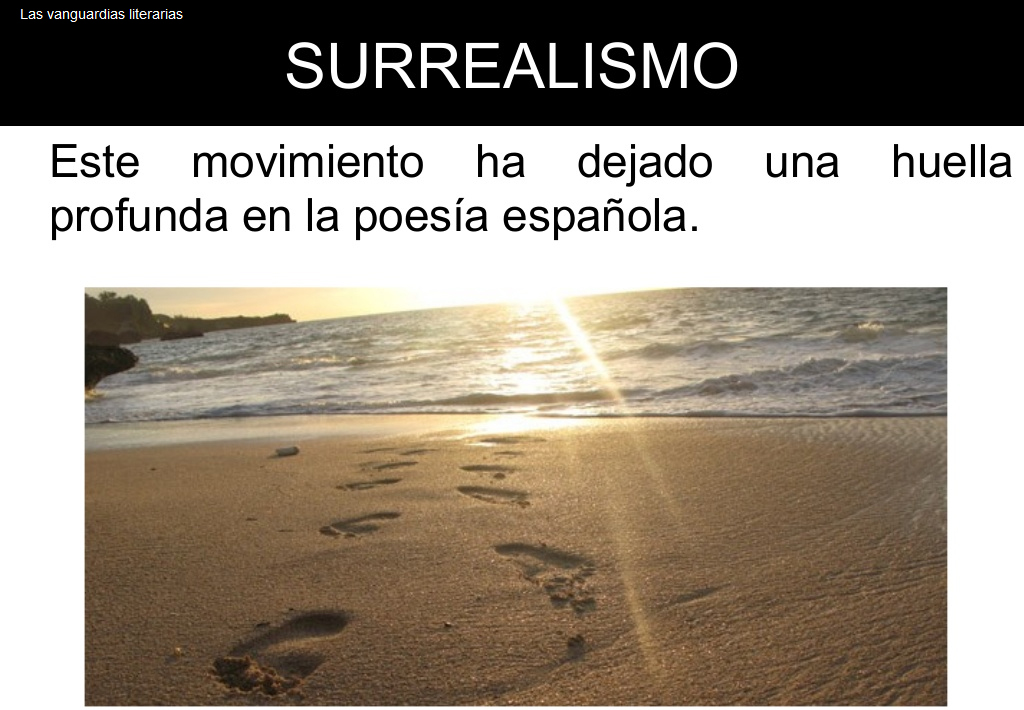 Las vanguardias literarias
SURREALISMO
Este movimiento ha dejado una huella
profunda en la poesía española.